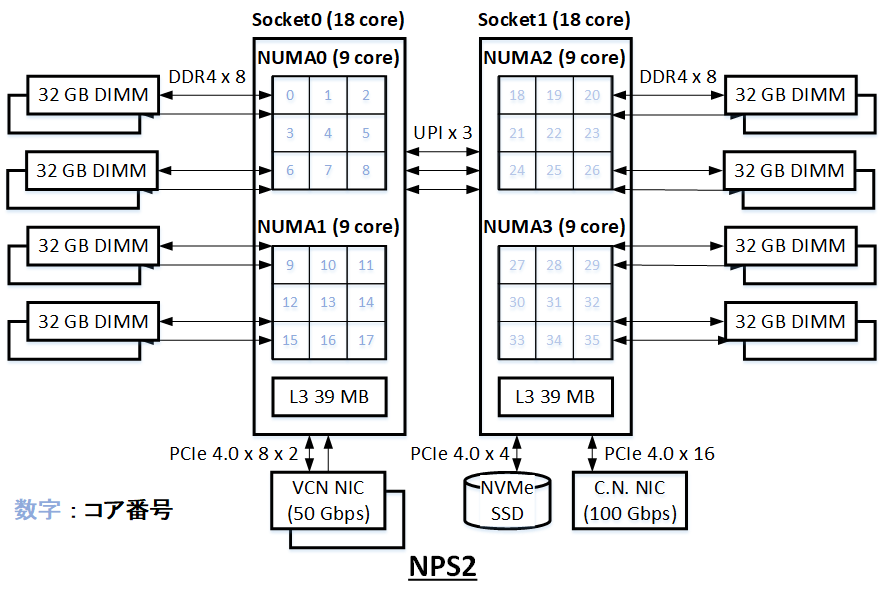 Socket0 (18 core)
Socket1 (18 core)
NUMA0 (9 core)
NUMA2 (9 core)
DDR4 x 8
DDR4 x 8
32 GB DIMM
0 1 2
18 19 20
32 GB DIMM
3 4 5
UPI x 3
21 22 23
32 GB DIMM
6 7 8
24 25 26
32 GB DIMM
NUMA1 (9 core)
NUMA3 (9 core)
32 GB DIMM
9 10 11
27 28 29
32 GB DIMM
12 13 14
30 31 32
32 GB DIMM
15 16 17
33 34 35
32 GB DIMM
L3 39 MB
L3 39 MB
PCIe 4.0 x 8 x 2
PCIe 4.0 x 4
PCIe 4.0 x 16
VCN NIC
(50 Gbps)
NVMe
SSD
C.N. NIC
(100 Gbps)
数字 : コア番号
NPS2